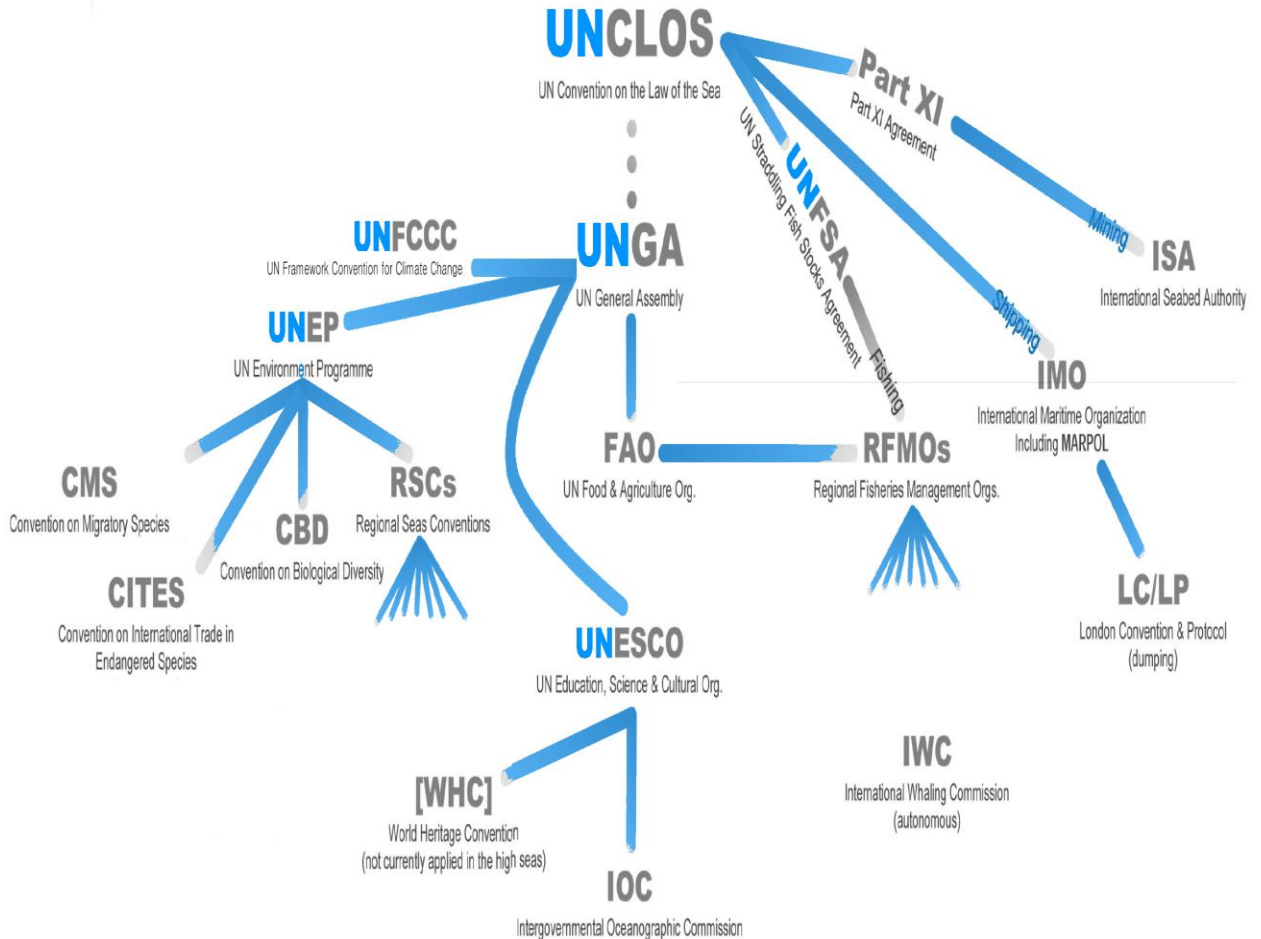 UNCLOS
UN Convention on the Law of the Sea
Part XI
Part XI Agreement
UNFSA
UN Straddling Fish Stocks Agreement
Mining
ISA
International Seabed Authority
UNFCCC
UN Framework Convention for Climate Change
UNGA
UN General Assembly
Shipping
UNEP
UN Environment Programme
Fishing
IMO
International Maritime Organization
Including MARPOL
FAO
UN Food & Agriculture Org.
RFMOs
Regional Fisheries Management Orgs.
CMS
Convention on Migratory Species
RSCs
Regional Seas Conventions
CBD
Convention on Biological Diversity
CITES
Convention on International Trade in
Endangered Species
LC/LP
London Convention & Protocol
(dumping)
UNESCO
UN Education, Science & Cultural Org.
IWC
International Whaling Commission
(autonomous)
[WHC]
World Heritage Convention
(not currently applied in the high seas)
IOC
Intergovernmental Oceanographic Commission